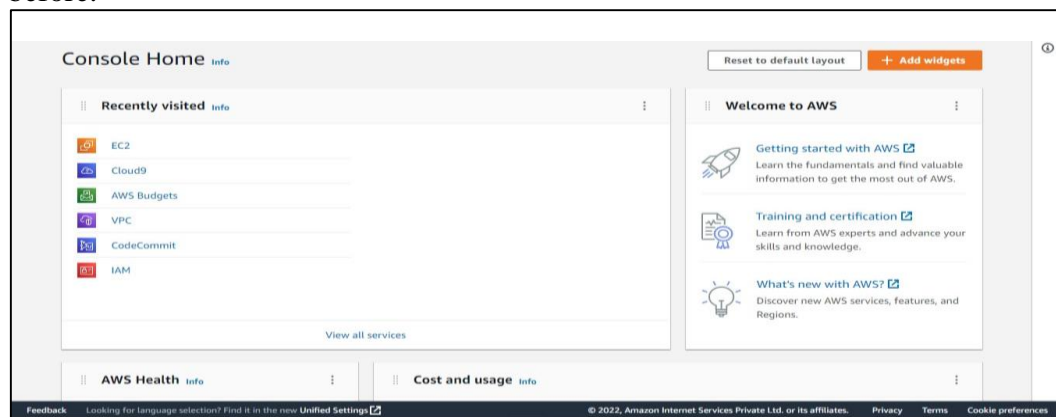 before.
Console Home Info
Reset to default layout
+ Add widgets
Recently visited Info
EC2
Cloud9
AWS Budgets
VPC
CodeCommit
IAM
View all services
Welcome to AWS
Getting started with AWS
Learn the fundamentals and find valuable
information to get the most out of AWS.
Training and certification
Learn from AWS experts and advance your
skills and knowledge.
What's new with AWS?
Discover new AWS services, features, and
Regions.
AWS Health Info
Cost and usage Info
Feedback Looking for language selection? Find it in the new Unified Settings © 2022, Amazon Internet Services Private Ltd. or its affiliates. Privacy Terms Cookie preferences